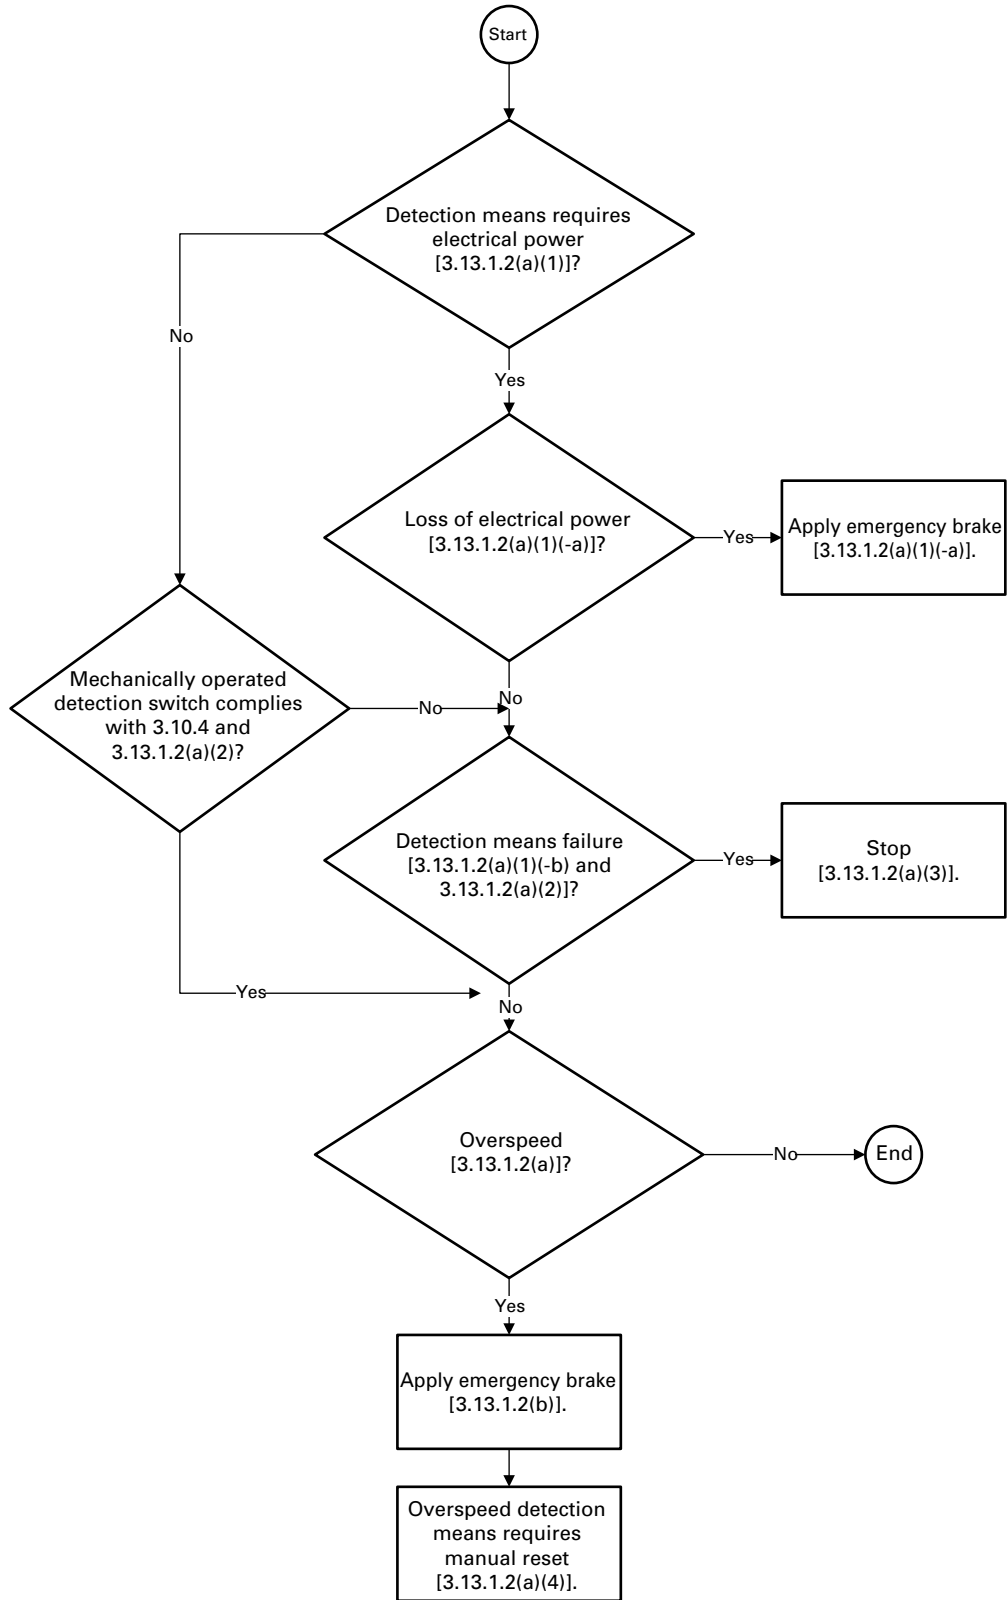 Start
Detection means requires
electrical power
[3.13.1.2(a)(1)]?
No
Yes
Loss of electrical power
[3.13.1.2(a)(1)(-a)]?
Yes
Apply emergency brake
[3.13.1.2(a)(1)(-a)].
No
Mechanically operated
detection switch complies
with 3.10.4 and
3.13.1.2(a)(2)?
No
Detection means failure
[3.13.1.2(a)(1)(-b) and
3.13.1.2(a)(2)]?
Yes
Stop
[3.13.1.2(a)(3)].
Yes
No
Overspeed
[3.13.1.2(a)]?
No
End
Yes
Apply emergency brake
[3.13.1.2(b)].
Overspeed detection
means requires
manual reset
[3.13.1.2(a)(4)].